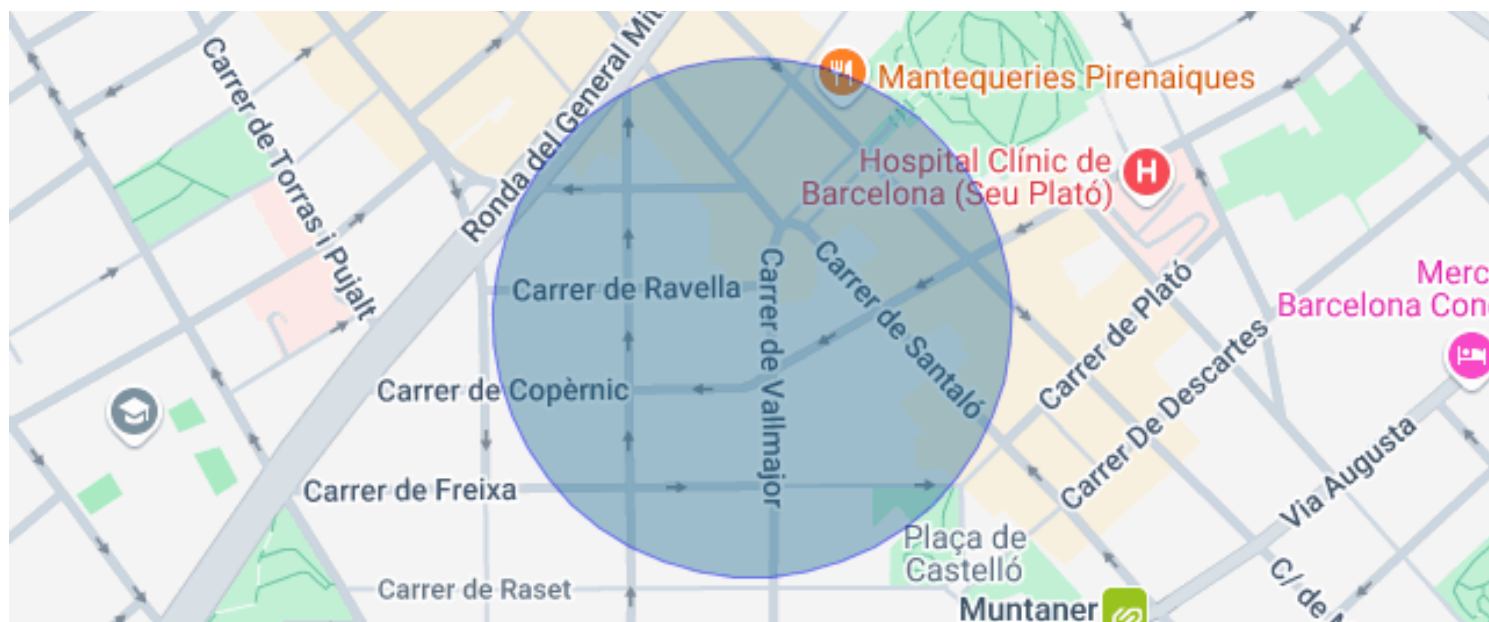 Carrer de Torras i Pujalt
Ronda del General Mit
Mantequeries Pirenaiques
Hospital Clínic de
Barcelona (Seu Plató)
H
Carrer de Ravella
Carrer de Vallmajor
Carrer de Santaló
Carrer de Plató
Merc
Barcelona Con
Carrer de Copèrnic
Carrer De Descartes
Via Augusta
Carrer de Freixa
Plaça de
Castelló
Carrer de Raset
Muntaner
C/ de